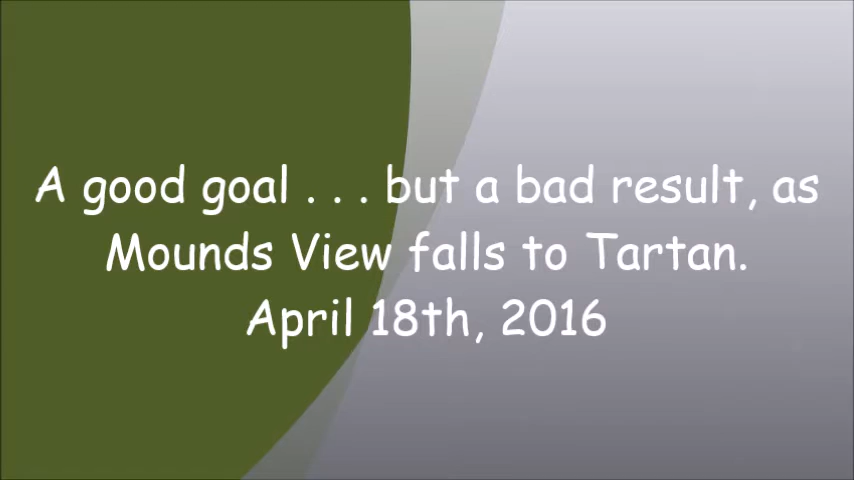 A good goal . . . but a bad result, as
Mounds View falls to Tartan.
April 18th, 2016